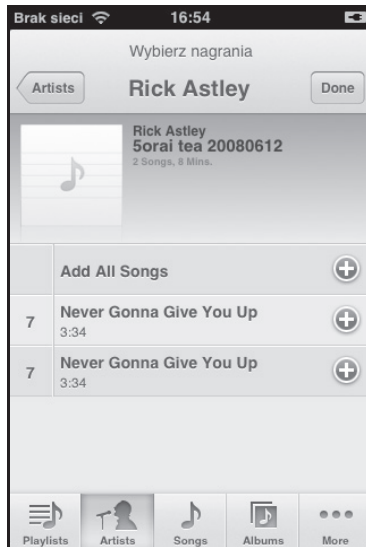 Brak sieci 16:54
Wybierz nagrania
Artists Rick Astley Done
Rick Astley
5orai tea 20080612
2 Songs, 8 Mins.
Add All Songs
7 Never Gonna Give You Up
3:34
7 Never Gonna Give You Up
3:34
Playlists Artists Songs Albums More